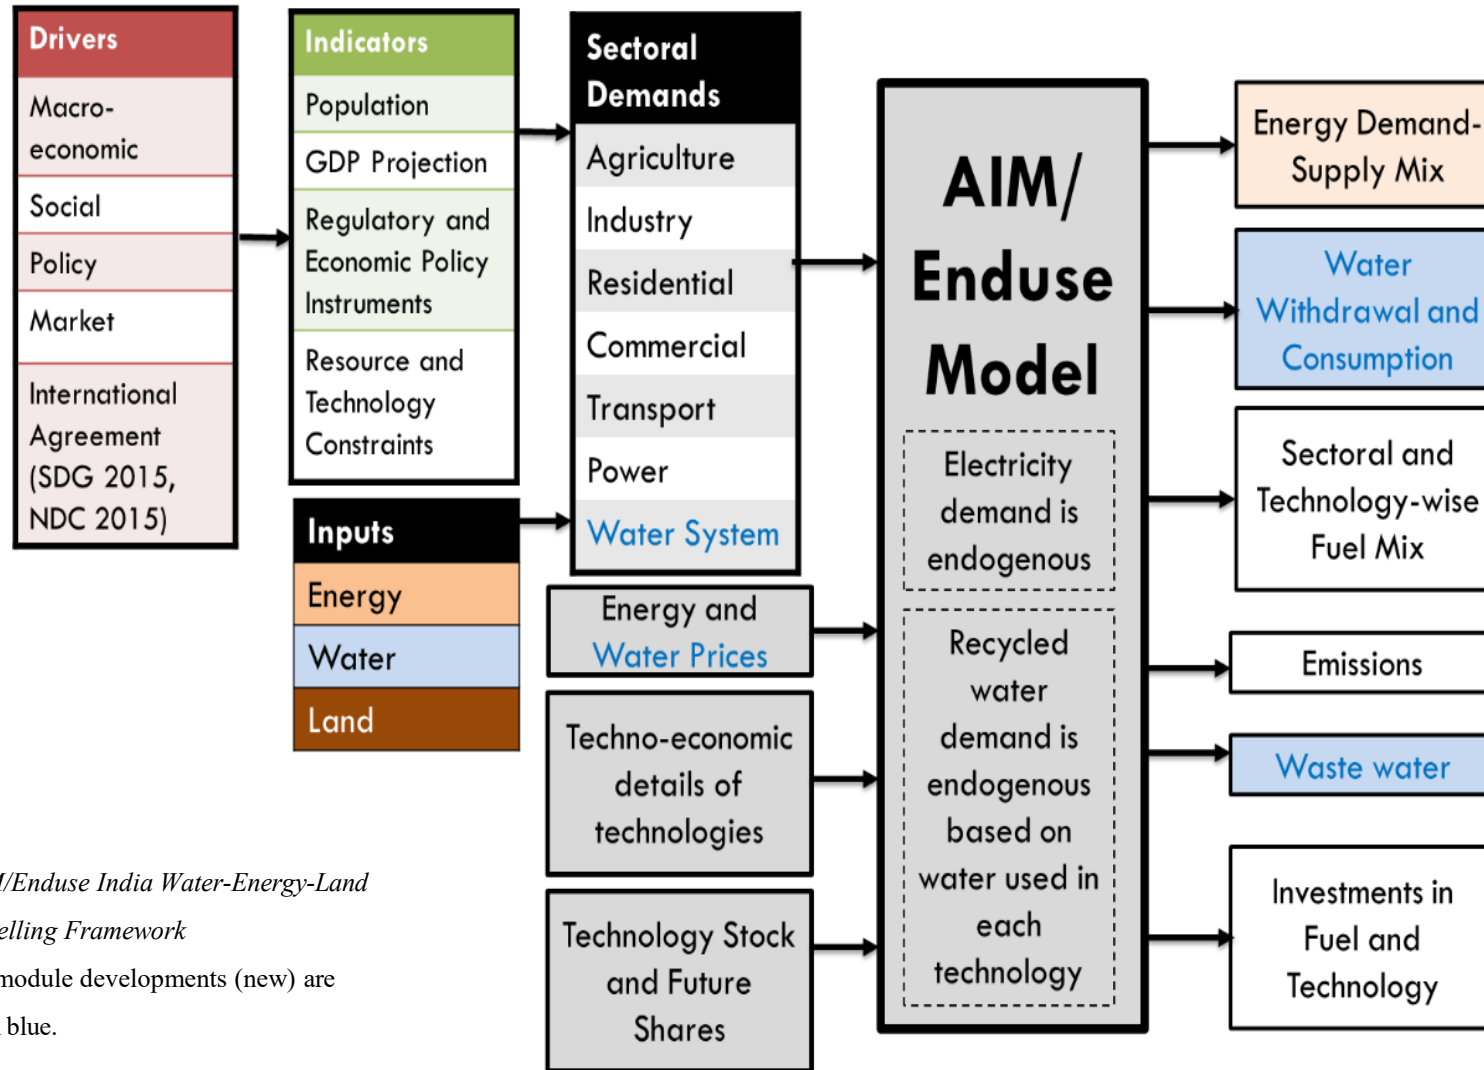 Drivers
Macro-
economic
Social
Policy
Market
International
Agreement
(SDG 2015,
NDC 2015)
Indicators
Population
GDP Projection
Regulatory and
Economic Policy
Instruments
Resource and
Technology
Constraints
Inputs
Energy
Water
Land
Sectoral
Demands
Agriculture
Industry
Residential
Commercial
Transport
Power
Water System
Energy and
Water Prices
Techno-economic
details of
technologies
Technology Stock
and Future
Shares
AIM/
Enduse
Model
Electricity
demand is
endogenous
Recycled
water
demand is
endogenous
based on
water used in
each
technology
Energy Demand-
Supply Mix
Water
Withdrawal and
Consumption
Sectoral and
Technology-wise
Fuel Mix
Emissions
Waste water
Investments in
Fuel and
Technology
/Enduse India Water-Energy-Land
elling Framework
module developments (new) are
blue.